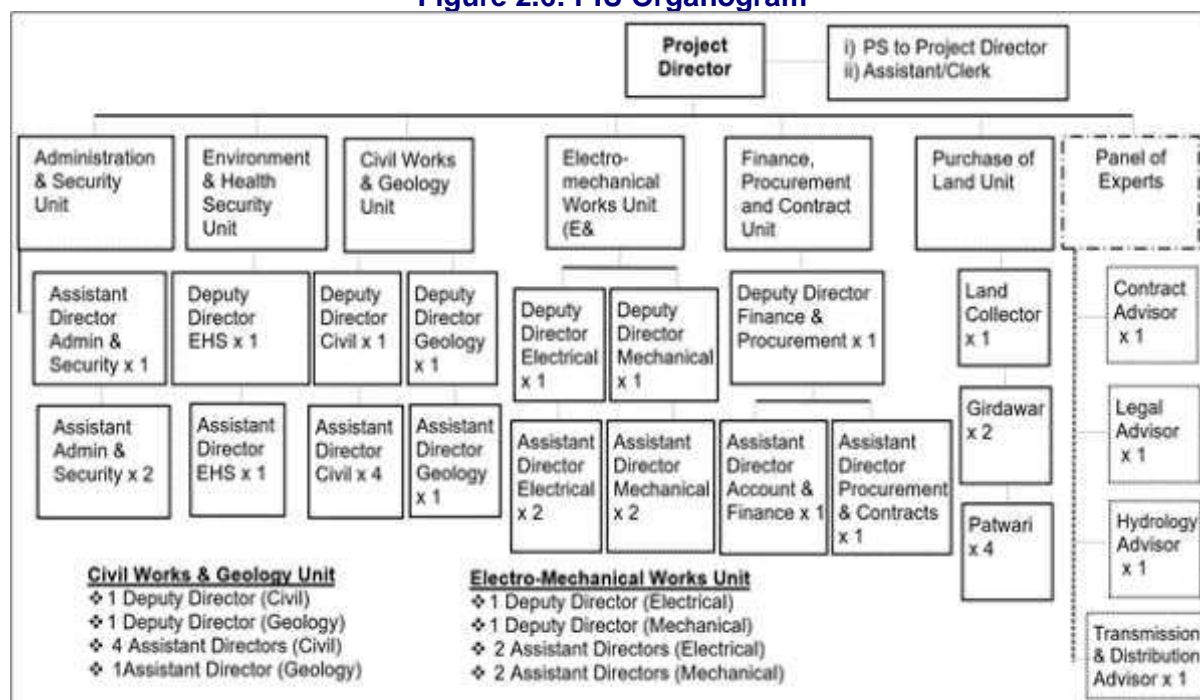 Project
Director
i) PS to Project Director
ii) Assistant/Clerk
Administration
& Security
Unit
Environment
& Health
Security
Unit
Civil Works
& Geology
Unit
Electro-
mechanical
Works Unit
(E&
Finance,
Procurement
and Contract
Unit
Purchase of
Land Unit
Panel of
Experts
Assistant
Director
Admin &
Security x 1
Deputy
Director
EHS x 1
Deputy
Director
Civil x 1
Deputy
Director
Geology
x 1
Deputy
Director
Electrical
x 1
Deputy
Director
Mechanical
x 1
Deputy Director
Finance &
Procurement x 1
Land
Collector
x 1
Contract
Advisor
x 1
Assistant
Admin &
Security x 2
Assistant
Director
EHS x 1
Assistant
Director
Civil x 4
Assistant
Director
Geology
x 1
Assistant
Director
Electrical
x 2
Assistant
Director
Mechanical
x 2
Assistant
Director
Account &
Finance x 1
Assistant
Director
Procurement
& Contracts
x 1
Girdawar
x 2
Legal
Advisor
x 1
Patwari
x 4
Hydrology
Advisor
x 1
Transmission
& Distribution
Advisor x 1
Civil Works & Geology Unit
❖ 1 Deputy Director (Civil)
❖ 1 Deputy Director (Geology)
❖ 4 Assistant Directors (Civil)
❖ 1Assistant Director (Geology)
Electro-Mechanical Works Unit
❖ 1 Deputy Director (Electrical)
❖ 1 Deputy Director (Mechanical)
❖ 2 Assistant Directors (Electrical)
❖ 2 Assistant Directors (Mechanical)